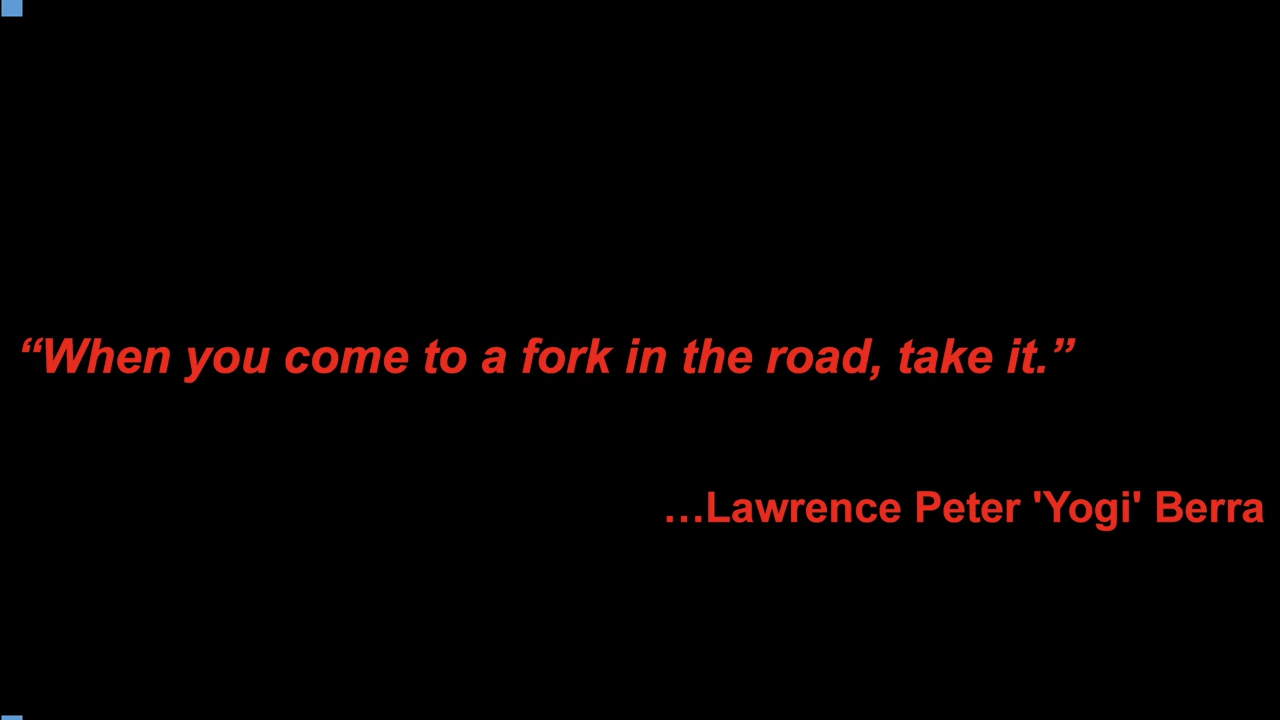 “When you come to a fork in the road, take it.”
…Lawrence Peter 'Yogi' Berra